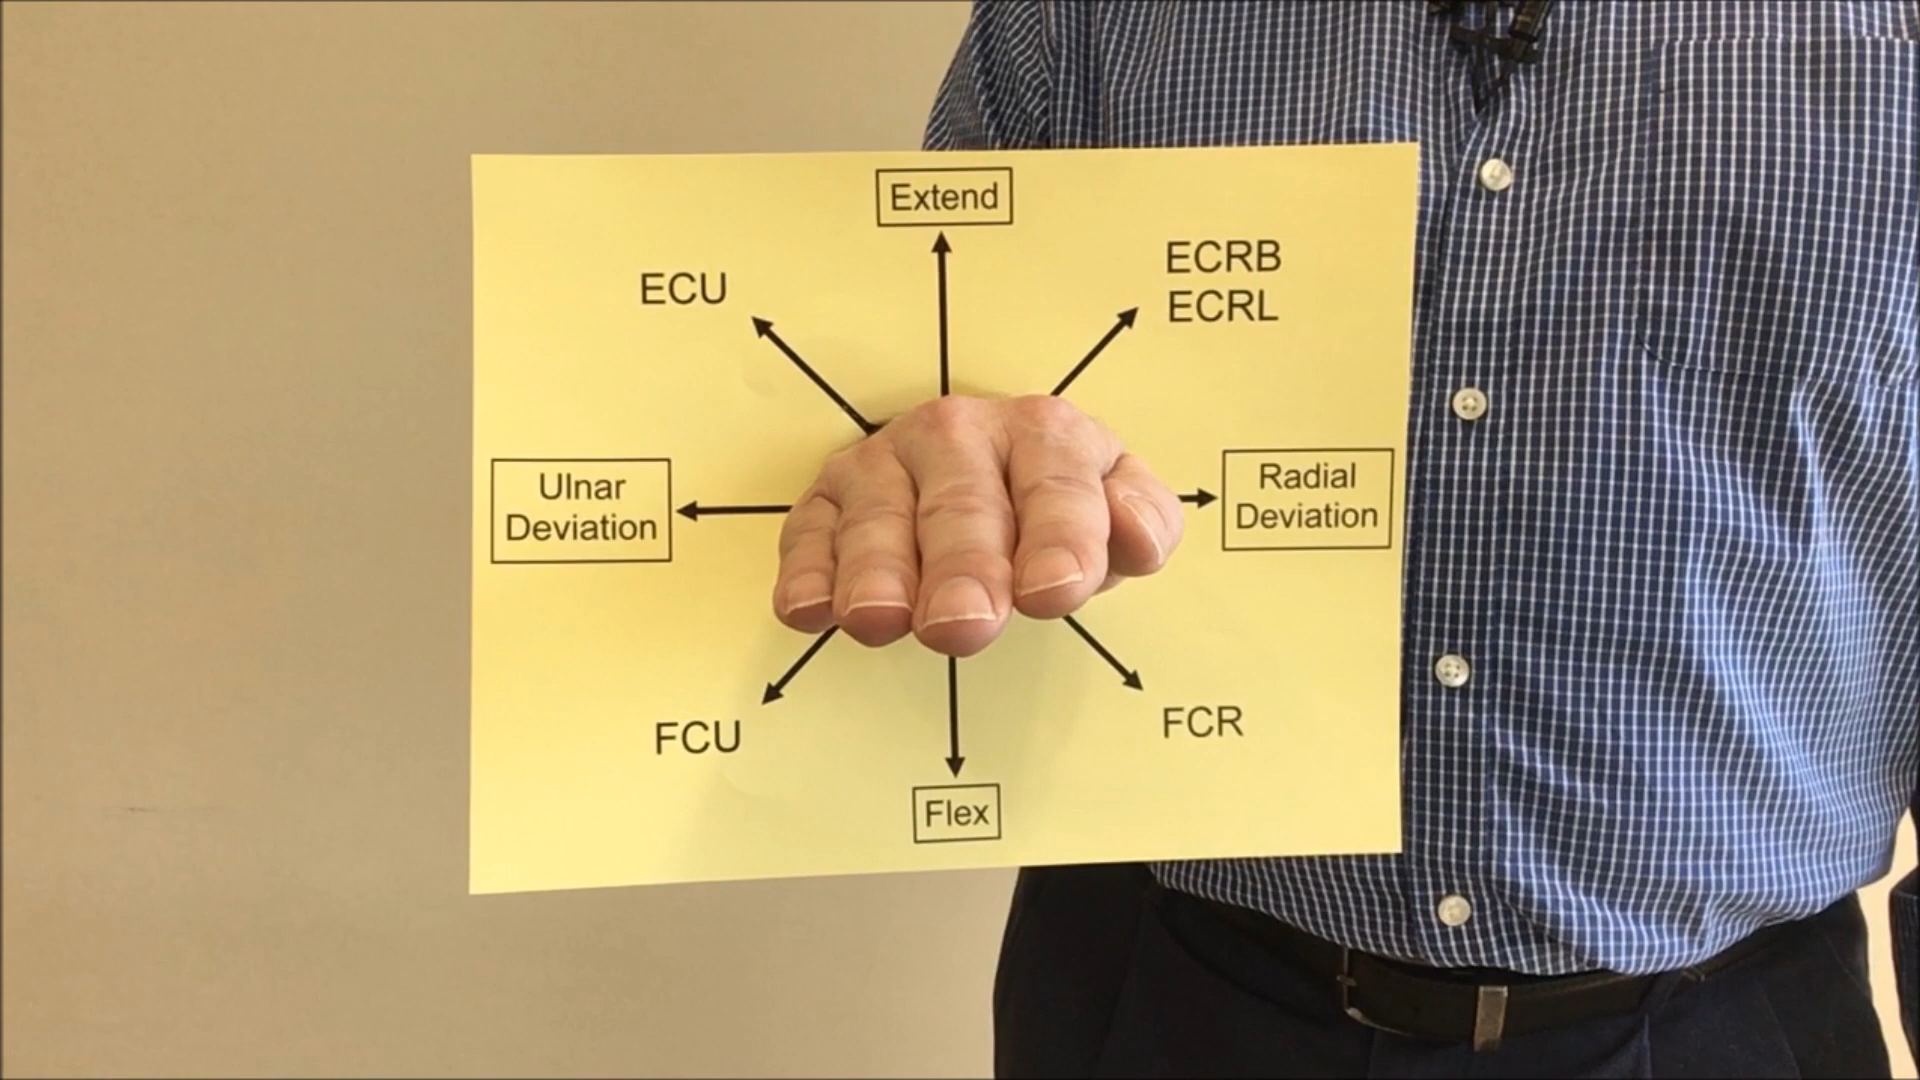 Extend
ECU
ECRB
ECRL
Ulnar
Deviation
Radial
Deviation
FCU
FCR
Flex